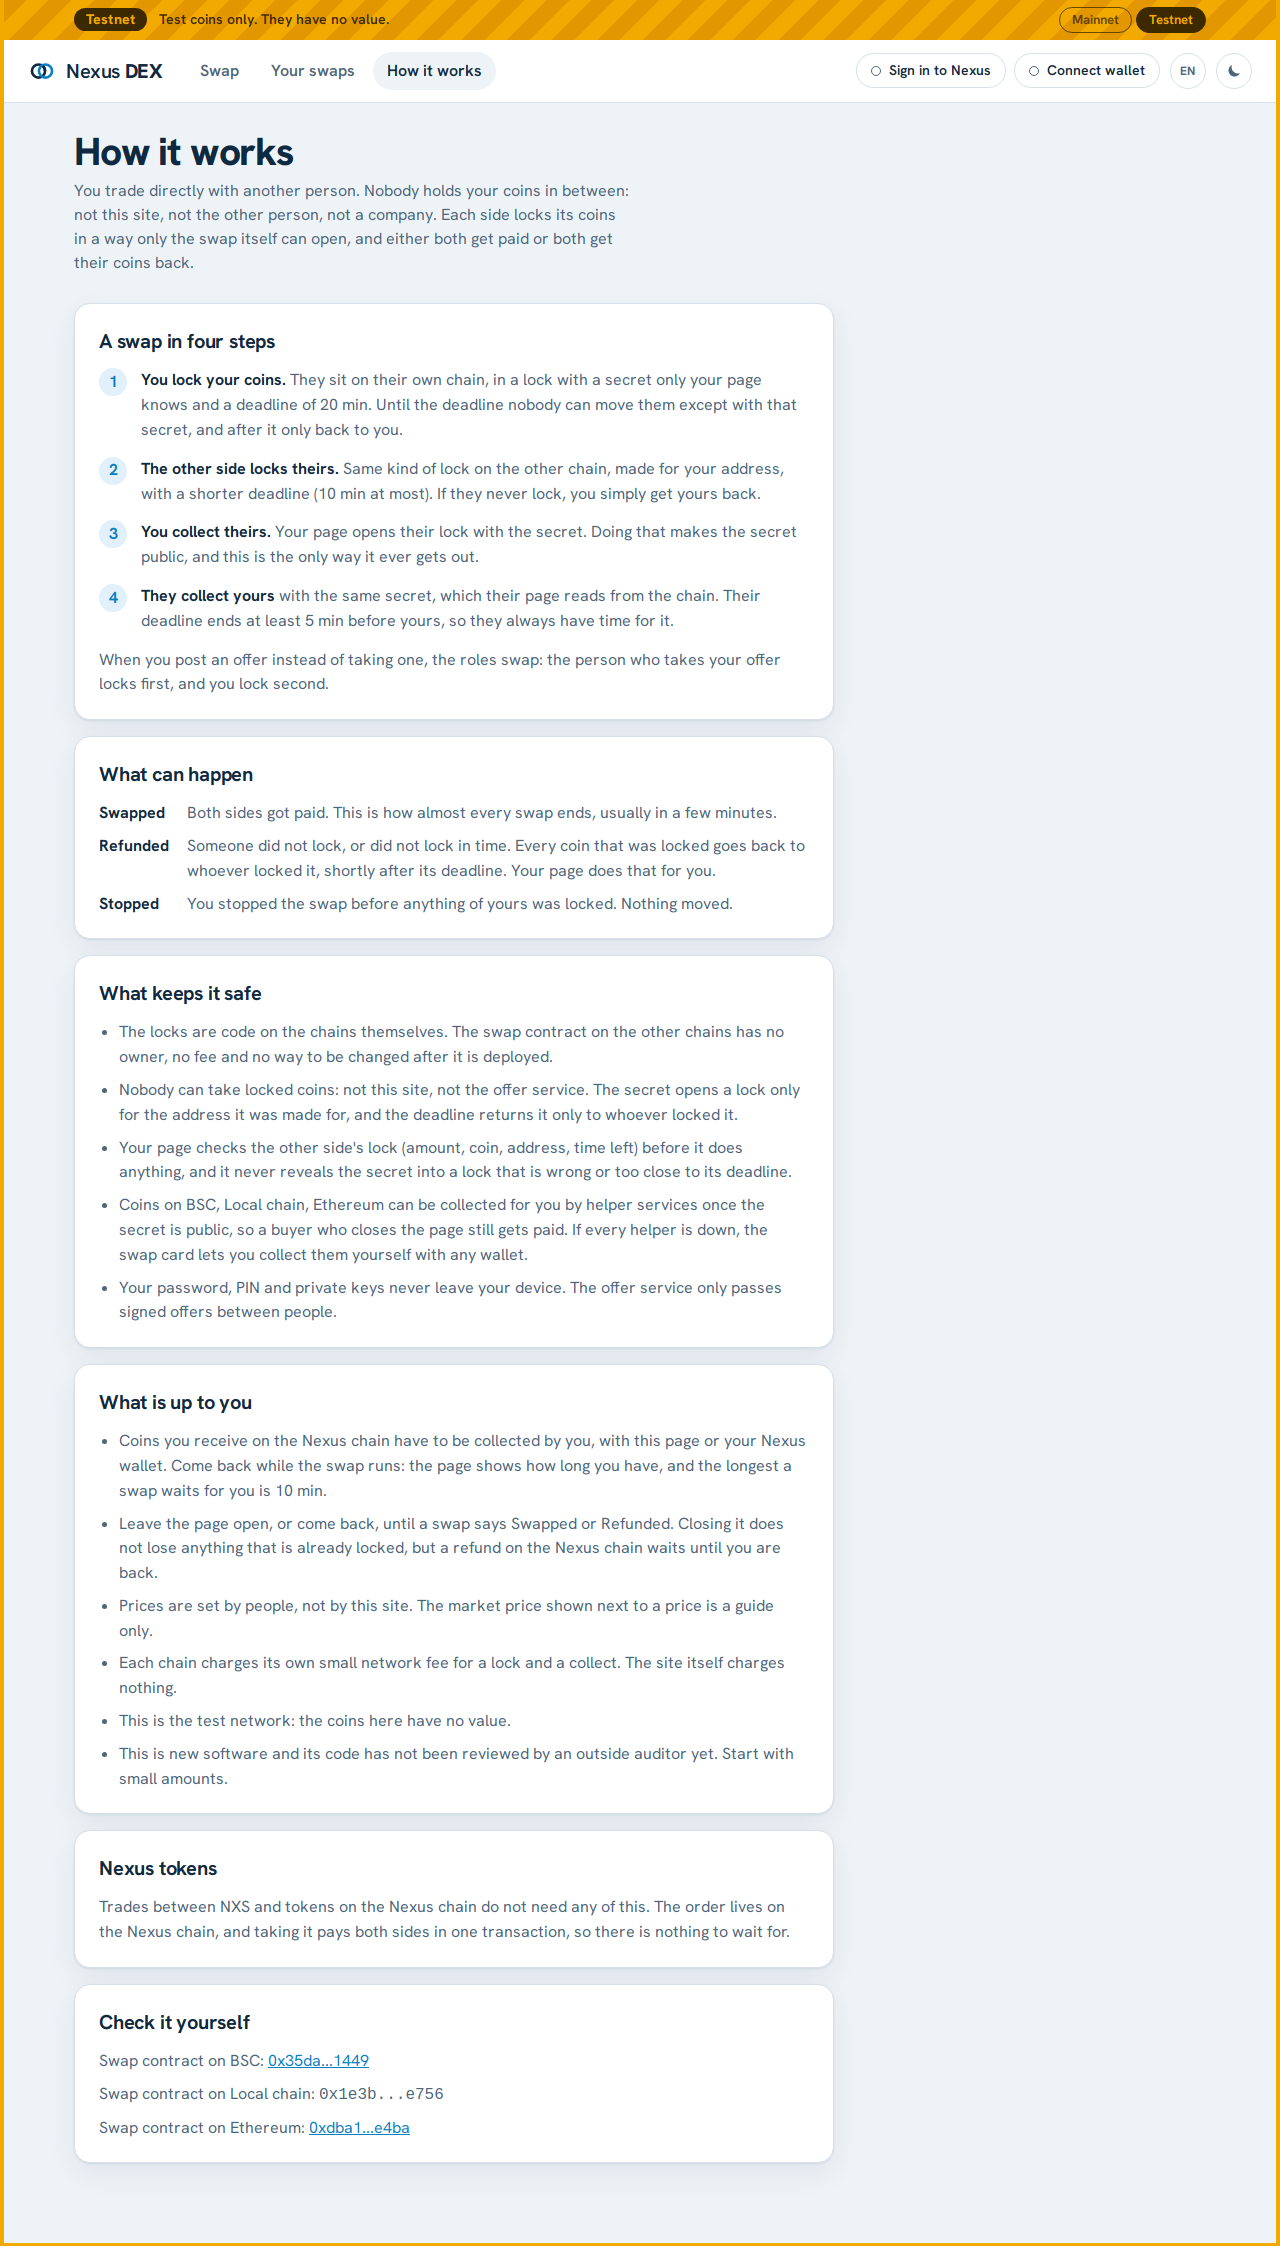 Testnet Test coins only. They have no value. Mainnet Testnet
Nexus DEX Swap Your swaps How it works Sign in to Nexus Connect wallet EN
How it works
You trade directly with another person. Nobody holds your coins in between:
not this site, not the other person, not a company. Each side locks its coins
in a way only the swap itself can open, and either both get paid or both get
their coins back.
A swap in four steps
1 You lock your coins. They sit on their own chain, in a lock with a secret only your page
knows and a deadline of 20 min. Until the deadline nobody can move them except with that
secret, and after it only back to you.
2 The other side locks theirs. Same kind of lock on the other chain, made for your address,
with a shorter deadline (10 min at most). If they never lock, you simply get yours back.
3 You collect theirs. Your page opens their lock with the secret. Doing that makes the secret
public, and this is the only way it ever gets out.
4 They collect yours with the same secret, which their page reads from the chain. Their
deadline ends at least 5 min before yours, so they always have time for it.
When you post an offer instead of taking one, the roles swap: the person who takes your offer
locks first, and you lock second.
What can happen
Swapped Both sides got paid. This is how almost every swap ends, usually in a few minutes.
Refunded Someone did not lock, or did not lock in time. Every coin that was locked goes back to
whoever locked it, shortly after its deadline. Your page does that for you.
Stopped You stopped the swap before anything of yours was locked. Nothing moved.
What keeps it safe
• The locks are code on the chains themselves. The swap contract on the other chains has no
owner, no fee and no way to be changed after it is deployed.
• Nobody can take locked coins: not this site, not the offer service. The secret opens a lock only
for the address it was made for, and the deadline returns it only to whoever locked it.
• Your page checks the other side's lock (amount, coin, address, time left) before it does
anything, and it never reveals the secret into a lock that is wrong or too close to its deadline.
• Coins on BSC, Local chain, Ethereum can be collected for you by helper services once the
secret is public, so a buyer who closes the page still gets paid. If every helper is down, the
swap card lets you collect them yourself with any wallet.
• Your password, PIN and private keys never leave your device. The offer service only passes
signed offers between people.
What is up to you
• Coins you receive on the Nexus chain have to be collected by you, with this page or your Nexus
wallet. Come back while the swap runs: the page shows how long you have, and the longest a
swap waits for you is 10 min.
• Leave the page open, or come back, until a swap says Swapped or Refunded. Closing it does
not lose anything that is already locked, but a refund on the Nexus chain waits until you are
back.
• Prices are set by people, not by this site. The market price shown next to a price is a guide
only.
• Each chain charges its own small network fee for a lock and a collect. The site itself charges
nothing.
• This is the test network: the coins here have no value.
• This is new software and its code has not been reviewed by an outside auditor yet. Start with
small amounts.
Nexus tokens
Trades between NXS and tokens on the Nexus chain do not need any of this. The order lives on
the Nexus chain, and taking it pays both sides in one transaction, so there is nothing to wait for.
Check it yourself
Swap contract on BSC: 0x35da...1449
Swap contract on Local chain: 0x1e3b...e756
Swap contract on Ethereum: 0xdba1...e4ba